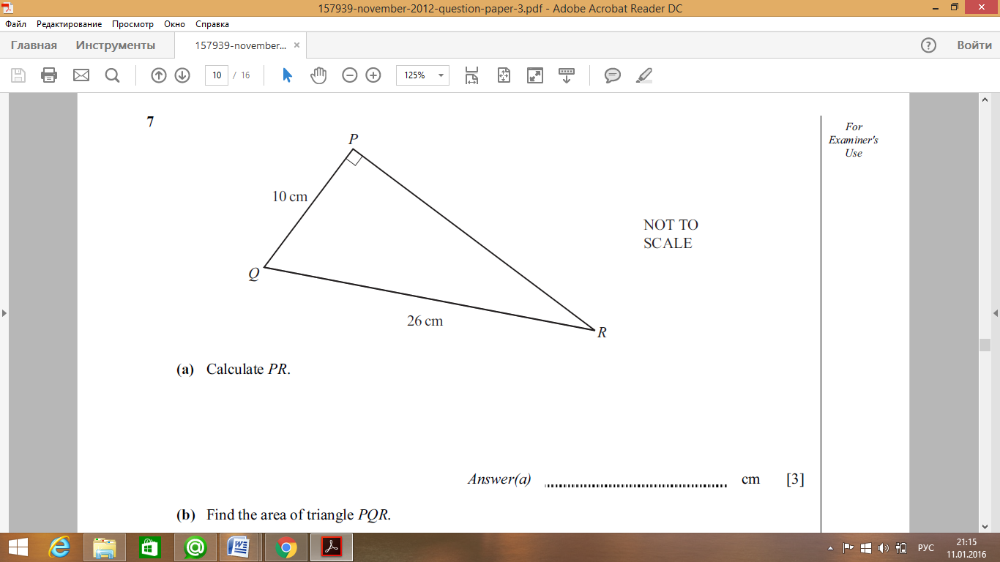 157939-november-2012-question-paper-3.pdf - Adobe Acrobat Reader DC
Файл Редактирование Просмотр Окно Справка
Главная Инструменты 157939-november... × Войти
10 / 16 125%
7
For
Examiner's
Use
P
10 cm
NOT TO
SCALE
Q
26 cm
R
(a) Calculate PR.
Answer(a) cm [3]
(b) Find the area of triangle PQR.
РУС
21:15
11.01.2016